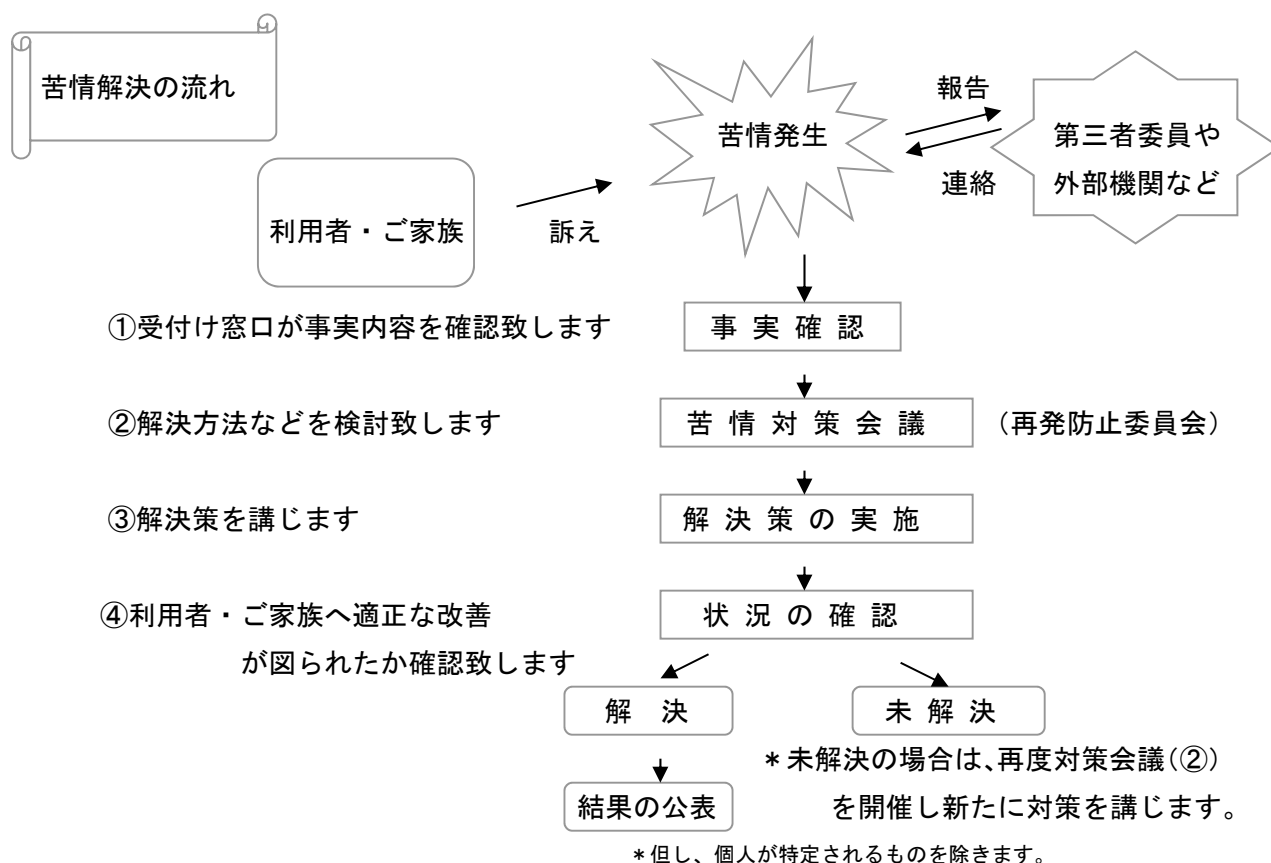 苦情解決の流れ
苦情発生
報告
連絡
第三者委員や
外部機関など
利用者・ご家族
訴え
①受付け窓口が事実内容を確認致します
事実確認
②解決方法などを検討致します
苦情対策会議
（再発防止委員会）
③解決策を講じます
解決策の実施
④利用者・ご家族へ適正な改善
が図られたか確認致します
状況の確認
解　決
未解決
＊未解決の場合は、再度対策会議（②）
を開催し新たに対策を講じます。
結果の公表
＊但し、個人が特定されるものを除きます。